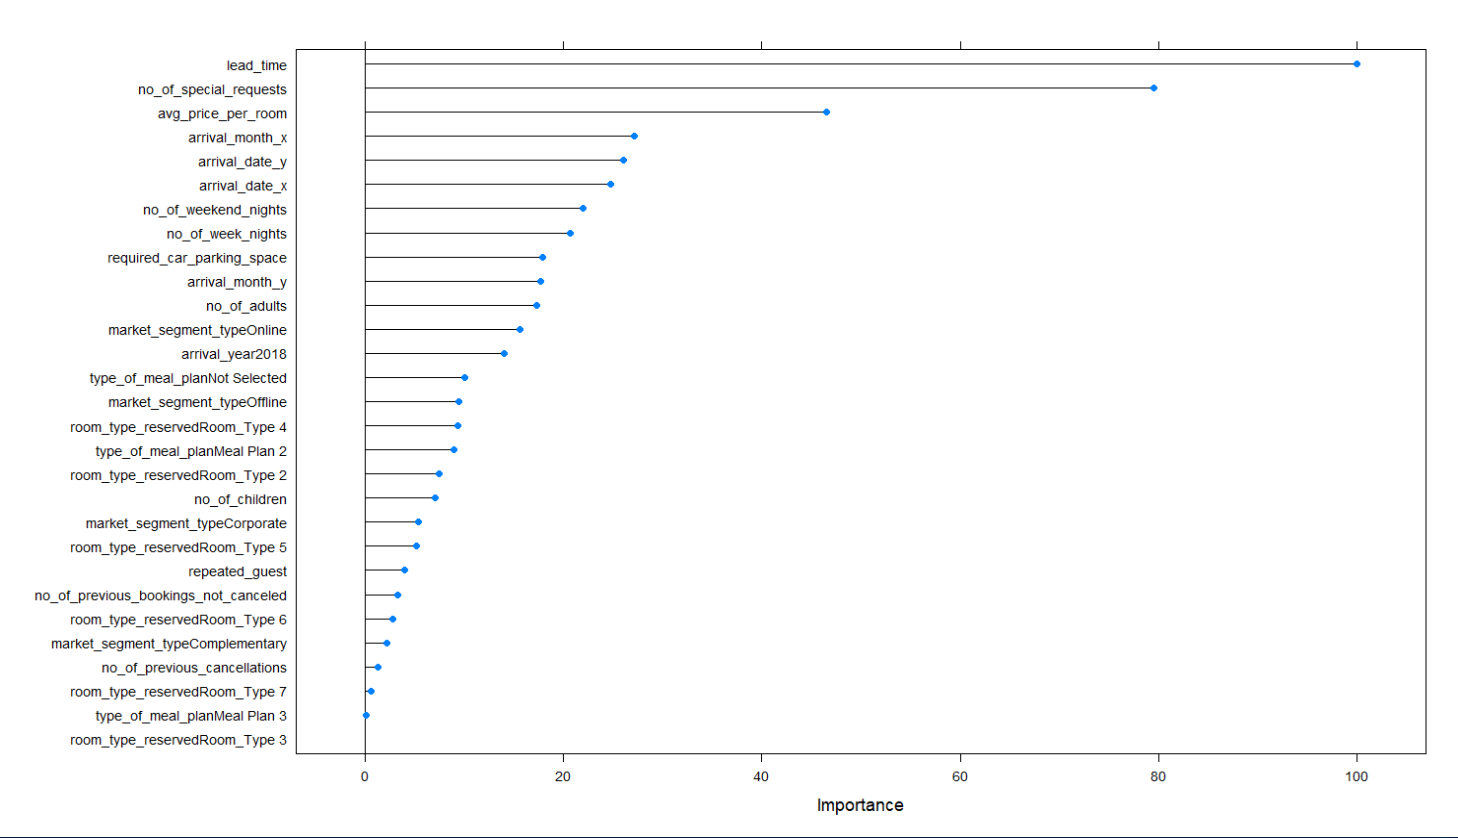 lead_time
no_of_special_requests
avg_price_per_room
arrival_month_x
arrival_date_y
arrival_date_x
no_of_weekend_nights
no_of_week_nights
required_car_parking_space
arrival_month_y
no_of_adults
market_segment_typeOnline
arrival_year2018
type_of_meal_planNot Selected
market_segment_typeOffline
room_type_reservedRoom_Type 4
type_of_meal_planMeal Plan 2
room_type_reservedRoom_Type 2
no_of_children
market_segment_typeCorporate
room_type_reservedRoom_Type 5
repeated_guest
no_of_previous_bookings_not_canceled
room_type_reservedRoom_Type 6
market_segment_typeComplementary
no_of_previous_cancellations
room_type_reservedRoom_Type 7
type_of_meal_planMeal Plan 3
room_type_reservedRoom_Type 3
0 20 40 60 80 100
Importance